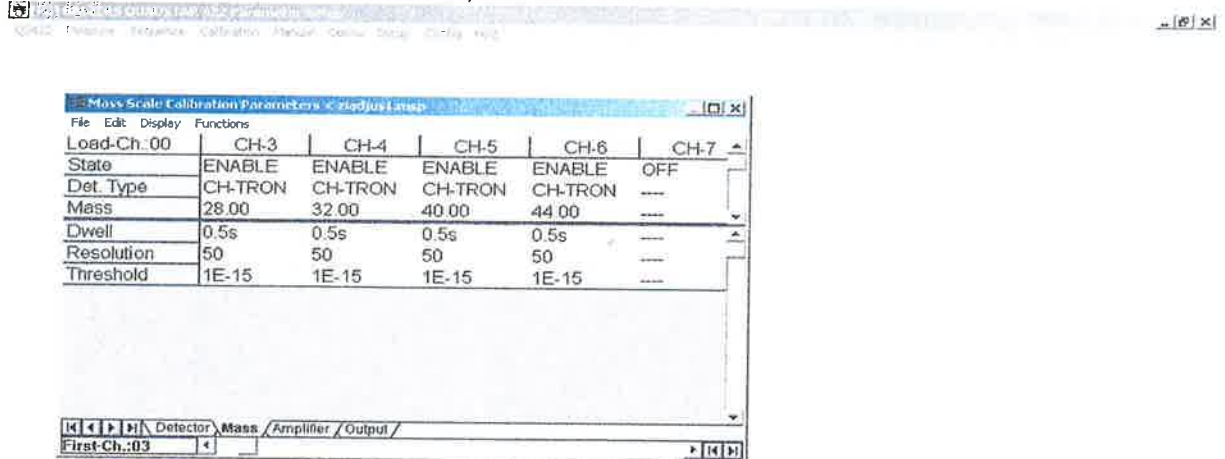 Mass Scale Calibration Parameters
File Edit Display Functions
Load-Ch.:00 CH-3 CH-4 CH-5 CH-6 CH-7
State ENABLE ENABLE ENABLE ENABLE OFF
Det. Type CH-TRON CH-TRON CH-TRON CH-TRON ----
Mass 28.00 32.00 40.00 44.00 ----
Dwell 0.5s 0.5s 0.5s 0.5s ----
Resolution 50 50 50 50 ----
Threshold 1E-15 1E-15 1E-15 1E-15 ----
Detector Mass Amplifier Output
First-Ch.:03